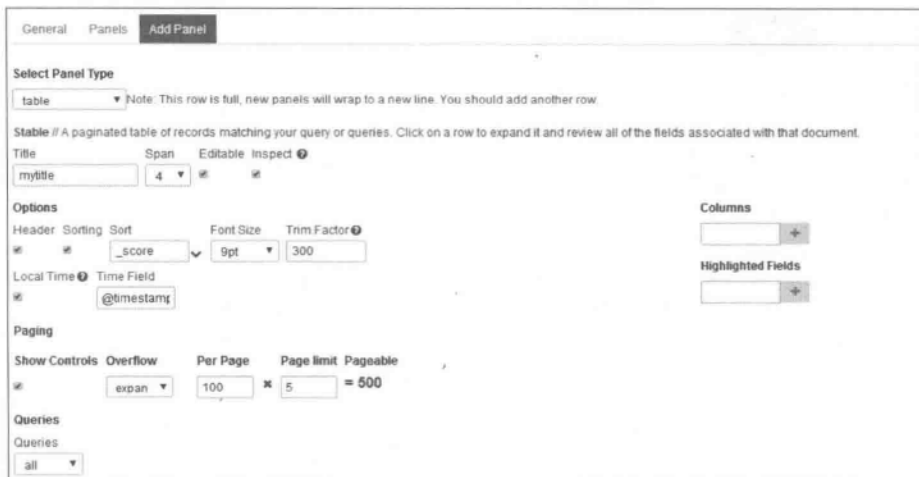 General Panels Add Panel
Select Panel Type
table Note: This row is full, new panels will wrap to a new line. You should add another row.
Stable // A paginated table of records matching your query or queries. Click on a row to expand it and review all of the fields associated with that document.
Title Span Editable Inspect
mytitle 4
Options
Header Sorting Sort Font Size Trim Factor
_score 9pt 300
Local Time Time Field
@timestamp
Columns
+
Highlighted Fields
+
Paging
Show Controls Overflow Per Page Page limit Pageable
expan 100 × 5 = 500
Queries
Queries
all